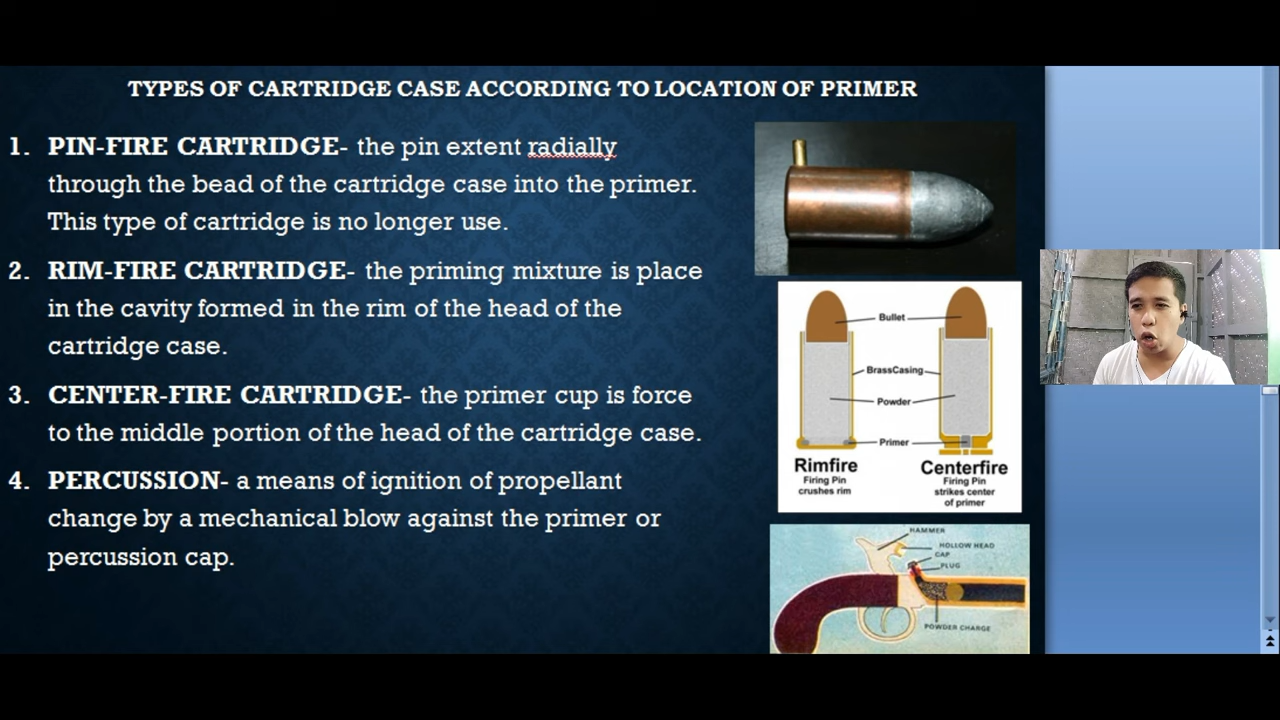 TYPES OF CARTRIDGE CASE ACCORDING TO LOCATION OF PRIMER
1. PIN-FIRE CARTRIDGE- the pin extent radially
through the bead of the cartridge case into the primer.
This type of cartridge is no longer use.
2. RIM-FIRE CARTRIDGE- the priming mixture is place
in the cavity formed in the rim of the head of the
cartridge case.
3. CENTER-FIRE CARTRIDGE- the primer cup is force
to the middle portion of the head of the cartridge case.
4. PERCUSSION- a means of ignition of propellant
change by a mechanical blow against the primer or
percussion cap.
Bullet
BrassCasing
Powder
Primer
Rimfire
Firing Pin
crushes rim
Centerfire
Firing Pin
strikes center
of primer
HAMMER
HOLLOW HEAD
CAP
PLUG
POWDER CHARGE